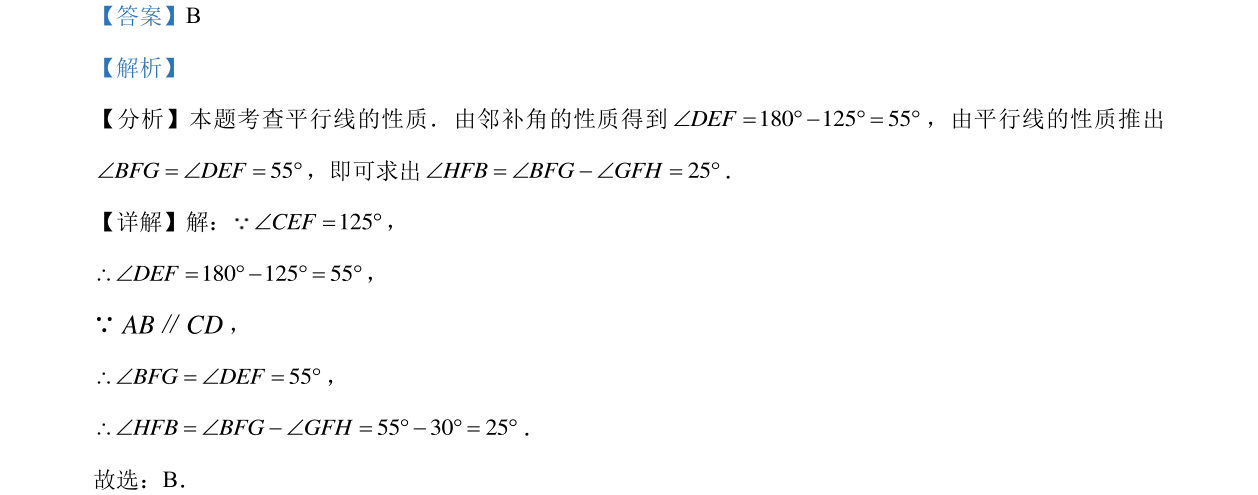 【答案】B
【解析】
【分析】本题考查平行线的性质．由邻补角的性质得到∠DEF=180°−125°=55°，由平行线的性质推出
∠BFG=∠DEF=55°，即可求出∠HFB=∠BFG−∠GFH=25°．
【详解】解：∵∠CEF=125°，
∴∠DEF=180°−125°=55°，
∵AB∥CD，
∴∠BFG=∠DEF=55°，
∴∠HFB=∠BFG−∠GFH=55°−30°=25°．
故选：B．